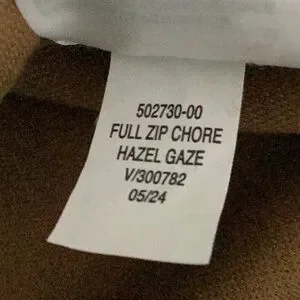 502730-00
FULL ZIP CHORE
HAZEL GAZE
V/300782
05/24